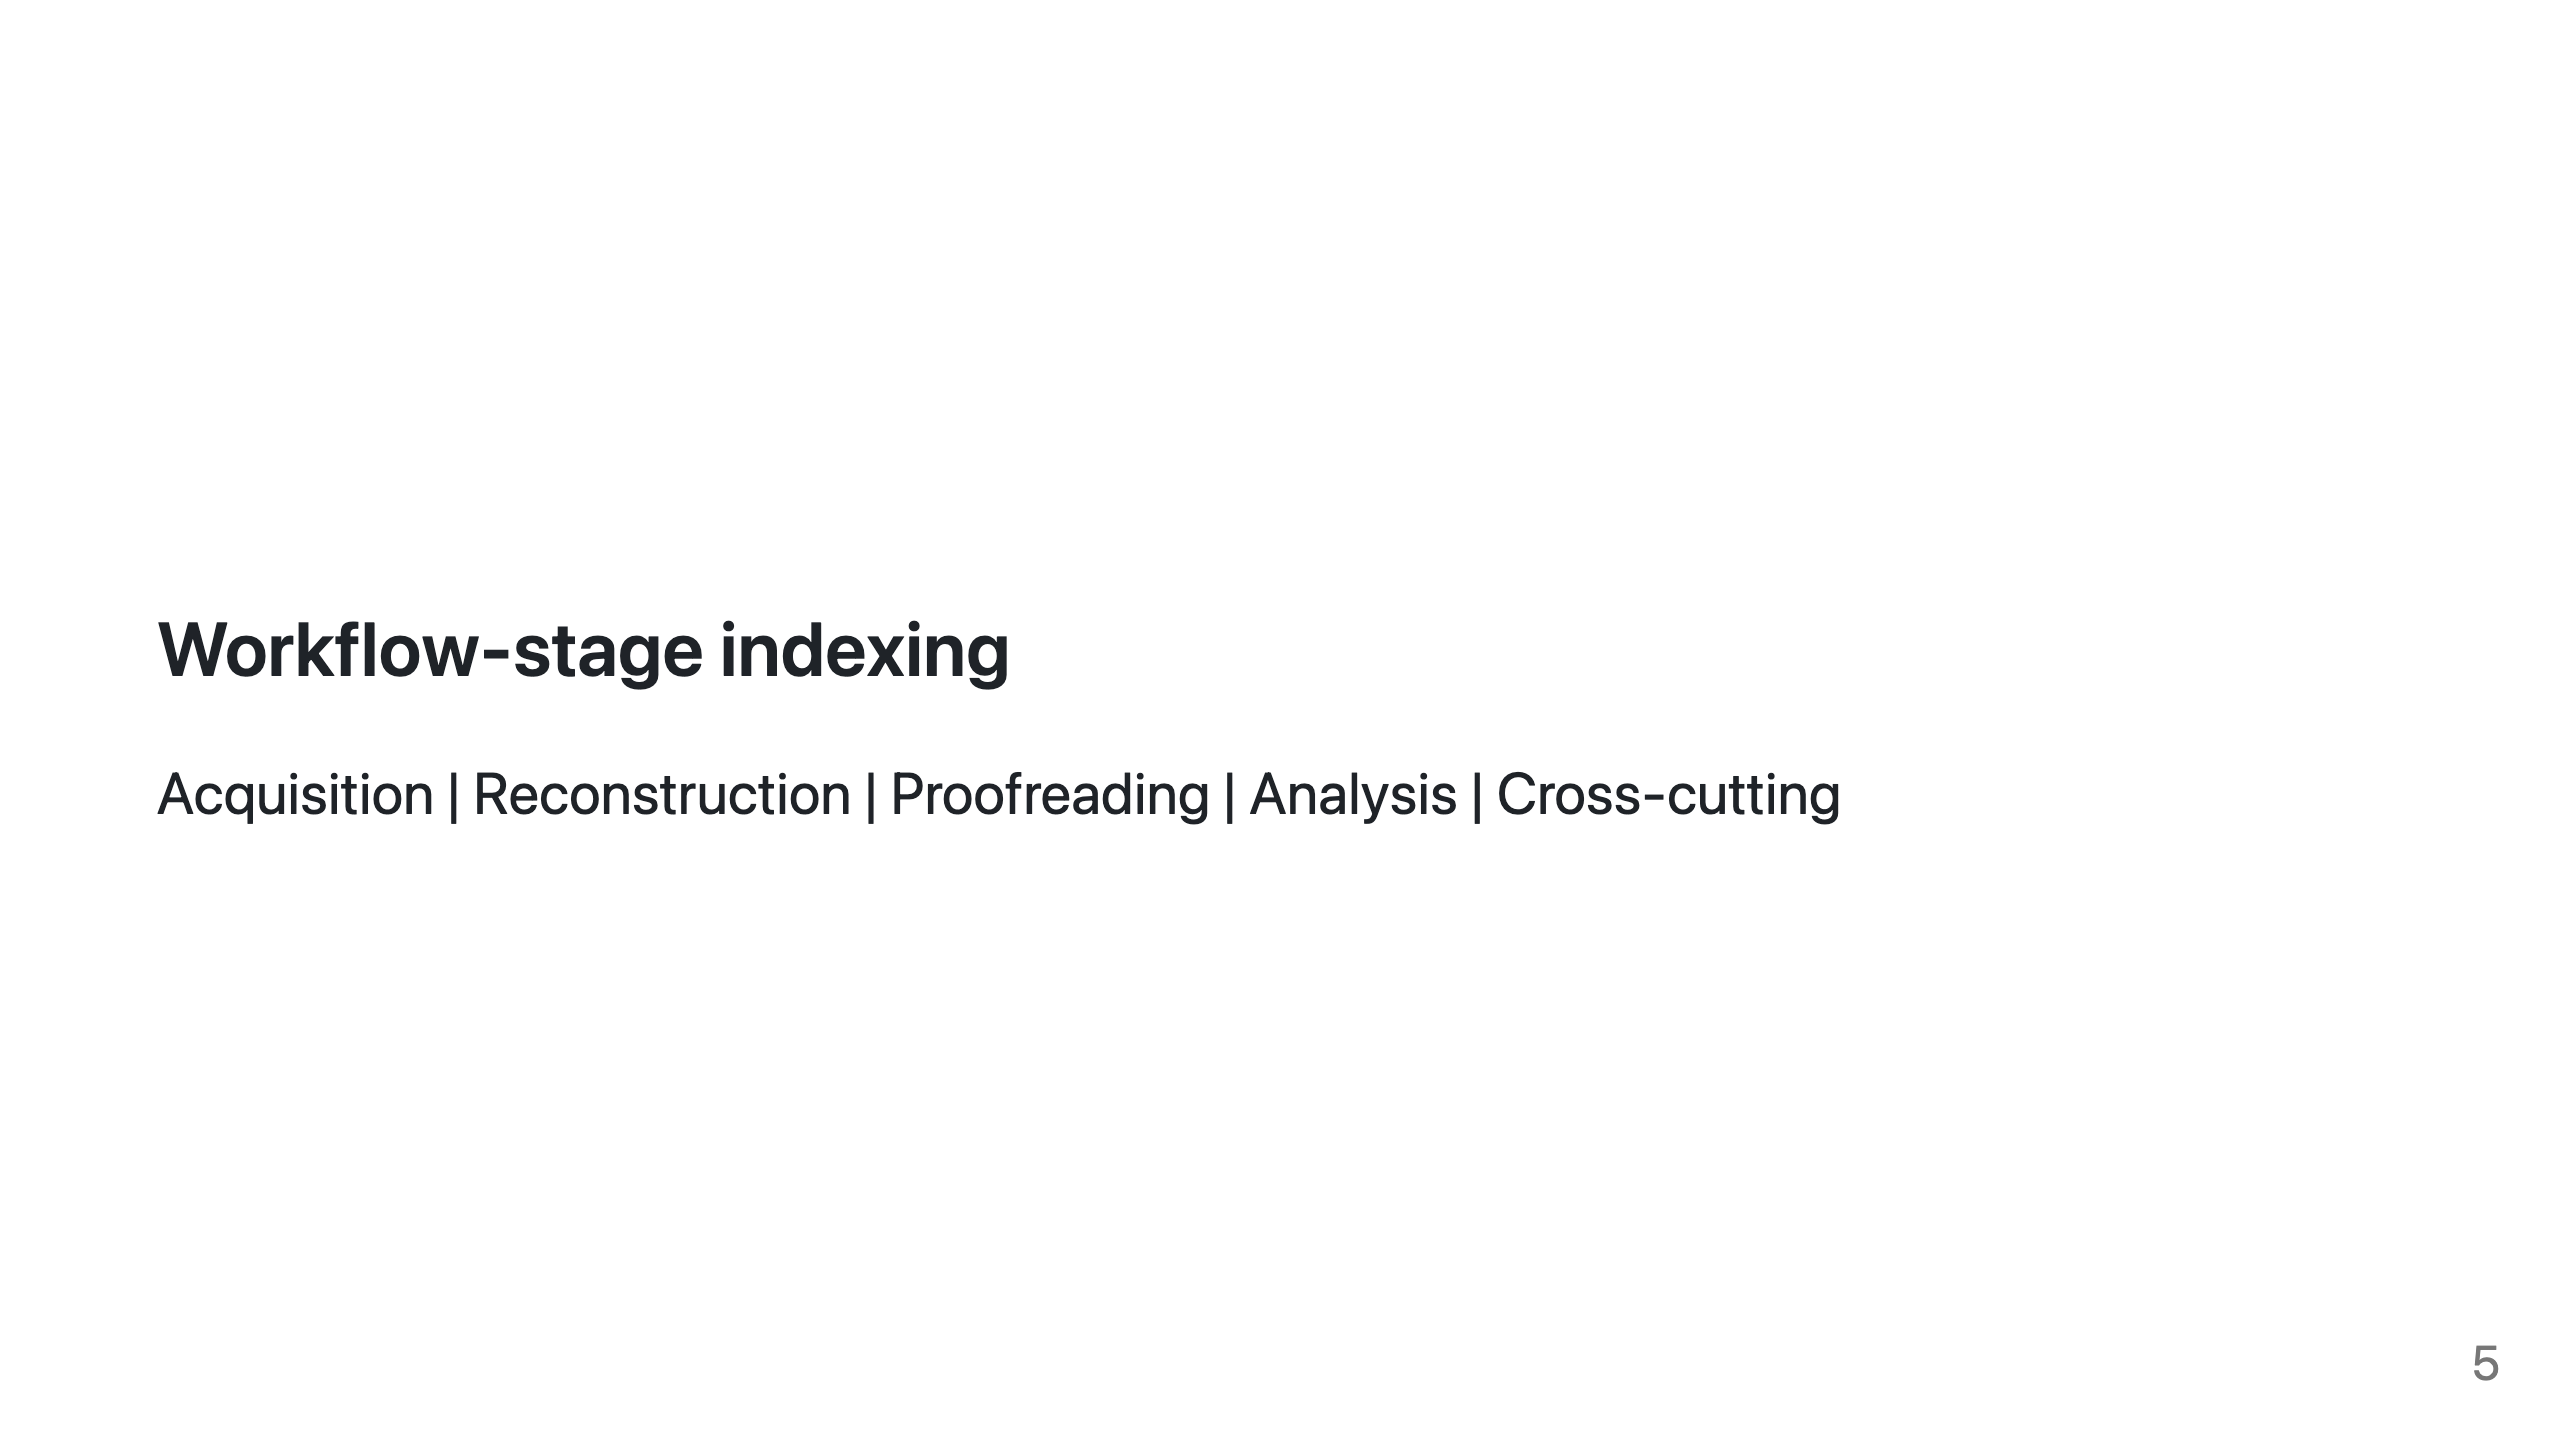 Workflow-stage indexing
Acquisition | Reconstruction | Proofreading | Analysis | Cross-cutting
5